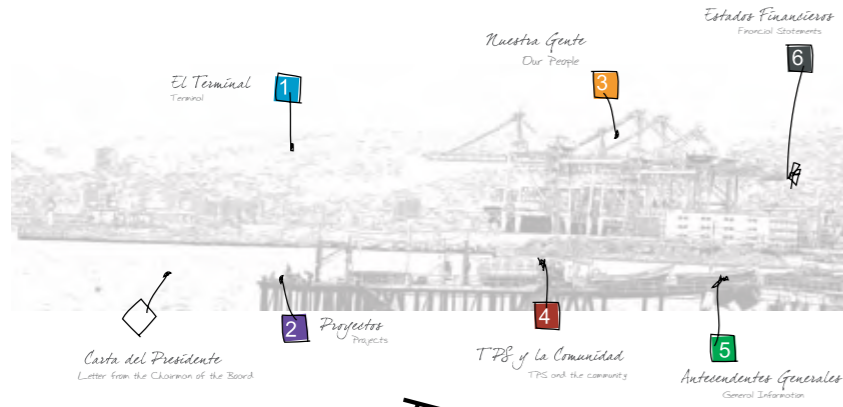 Estados Financieros
Financial Statements
6
Nuestra Gente
Our People
3
El Terminal
Terminal
1
2
Proyectos
Projects
4
TPS y la Comunidad
TPS and the community
5
Antecendentes Generales
General Information
Carta del Presidente
Letter from the Chairman of the Board